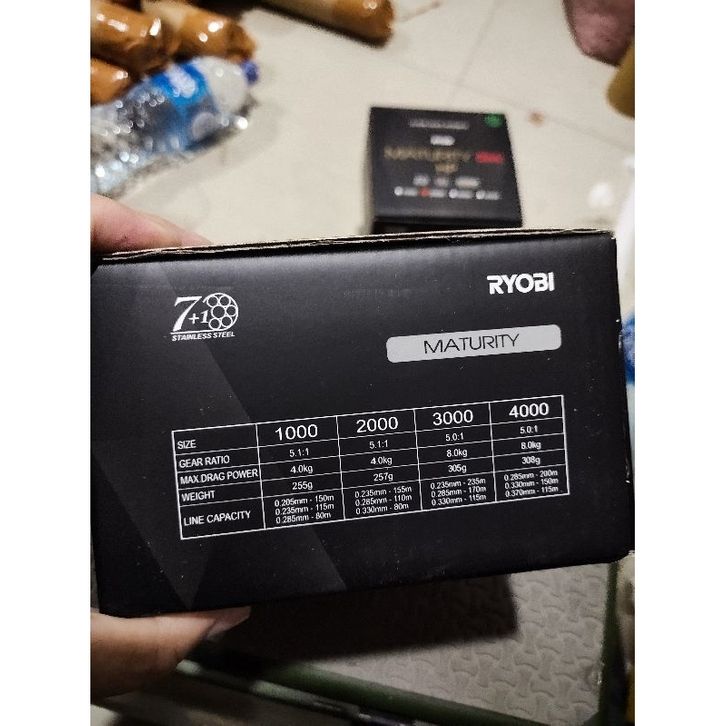 MATURITY
VIP
RYOBI
7+1
STAINLESS STEEL
MATURITY
SIZE 1000 2000 3000 4000
GEAR RATIO 5.1:1 5.1:1 5.0:1 5.0:1
MAX.DRAG POWER 4.0kg 4.0kg 8.0kg 8.0kg
WEIGHT 255g 257g 305g 308g
LINE CAPACITY 0.205mm - 150m 0.235mm - 155m 0.235mm - 235m 0.285mm - 200m
0.235mm - 115m 0.285mm - 110m 0.285mm - 170m 0.330mm - 150m
0.285mm - 80m 0.330mm - 80m 0.330mm - 115m 0.370mm - 115m